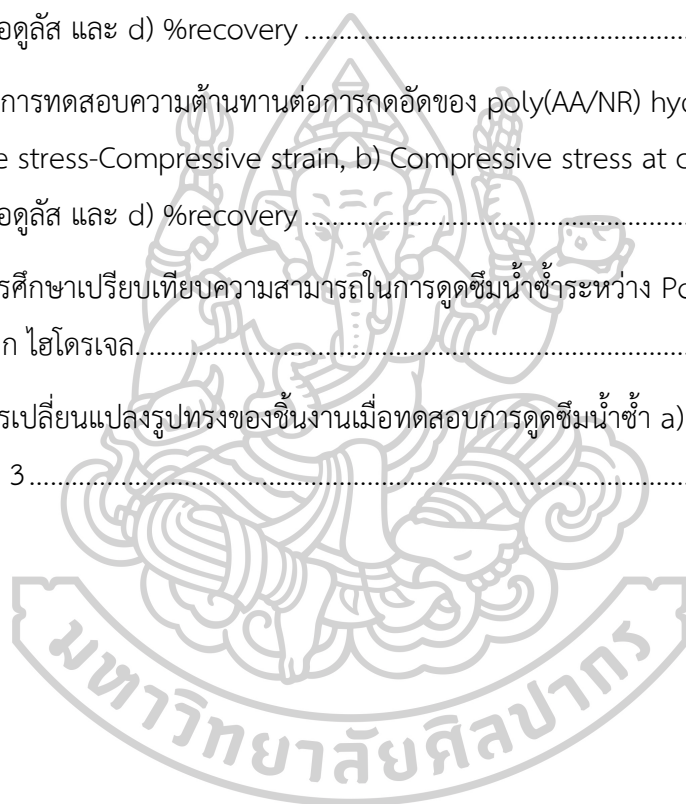 อดูลัส และ d) %recovery
การทดสอบความต้านทานต่อการกดอัดของ poly(AA/NR) hyd
e stress-Compressive strain, b) Compressive stress at c
อดูลัส และ d) %recovery
รศึกษาเปรียบเทียบความสามารถในการดูดซึมน้ำซ้ำระหว่าง Po
ก ไฮโดรเจล
รเปลี่ยนแปลงรูปทรงของชิ้นงานเมื่อทดสอบการดูดซึมน้ำซ้ำ a)
3
มหาวิทยาลัยศิลปากร